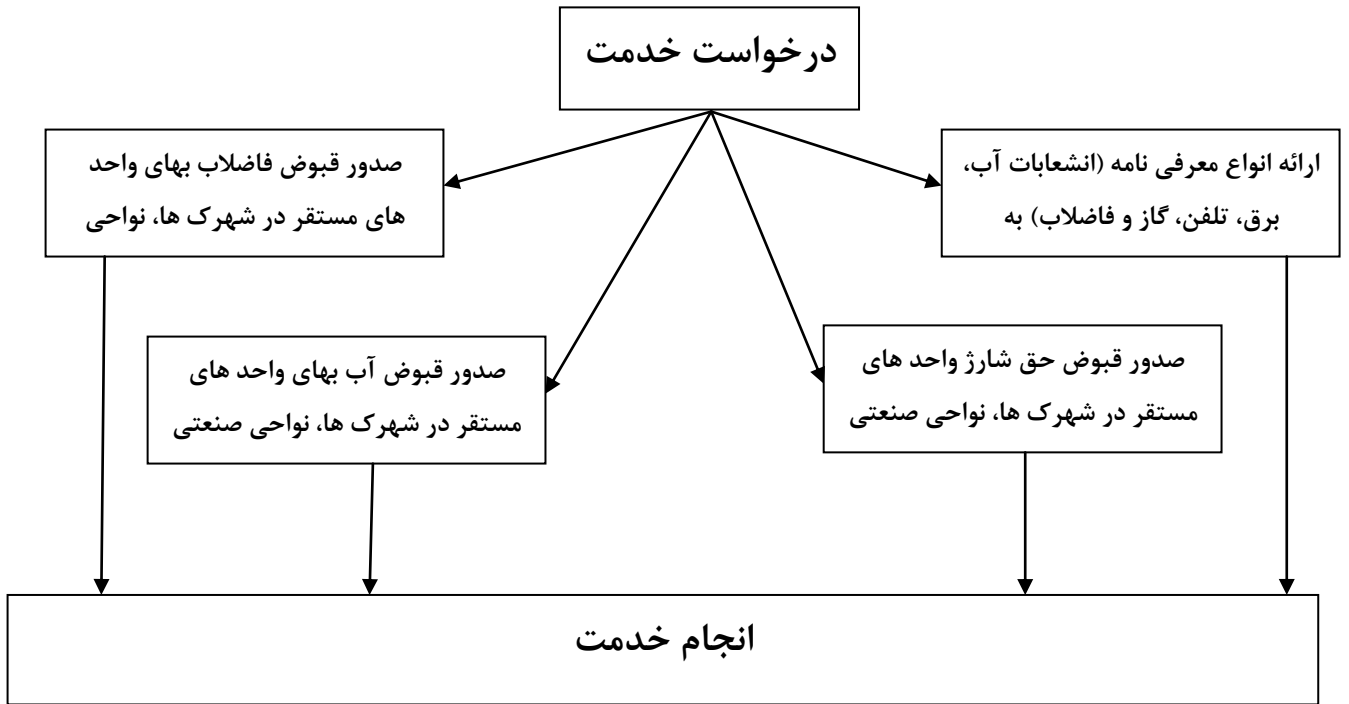 درخواست خدمت
ارائه انواع معرفی نامه (انشعابات آب،
برق، تلفن، گاز و فاضلاب) به
صدور قبوض فاضلاب بهای واحد
های مستقر در شهرک ها، نواحی
صدور قبوض حق شارژ واحد های
مستقر در شهرک ها، نواحی صنعتی
صدور قبوض آب بهای واحد های
مستقر در شهرک ها، نواحی صنعتی
انجام خدمت